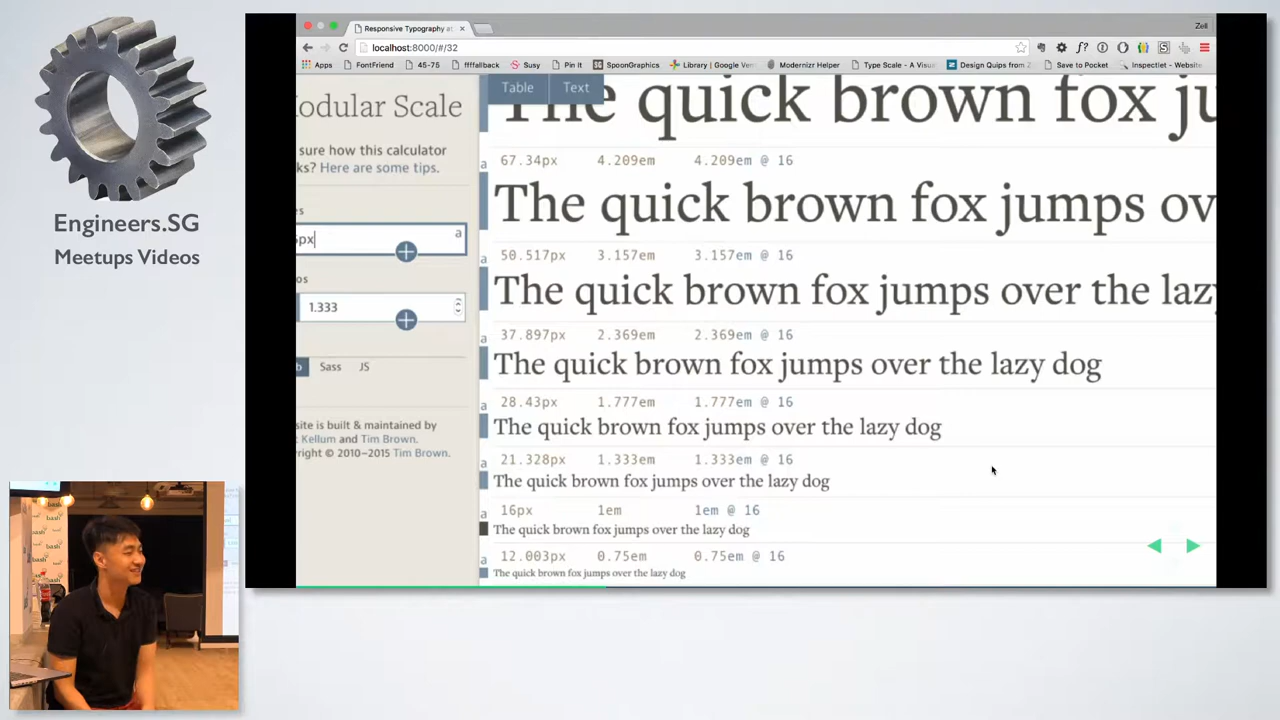 Engineers.SG
Meetups Videos
Responsive Typography at
Zell
localhost:8000/#/32
Apps
FontFriend
45-75
ffffallback
Susy
Pin It
SpoonGraphics
Library | Google Ven
Modernizr Helper
Type Scale - A Visua
Design Quips from Z
Save to Pocket
Inspectlet - Website
odular Scale
sure how this calculator
ks? Here are some tips.
es
px
a
os
1.333
b
Sass
JS
site is built & maintained by
t Kellum and Tim Brown.
right © 2010–2015 Tim Brown.
Table
Text
The quick brown fox ju
a 67.34px 4.209em 4.209em @ 16
The quick brown fox jumps ov
a 50.517px 3.157em 3.157em @ 16
The quick brown fox jumps over the lazy
a 37.897px 2.369em 2.369em @ 16
The quick brown fox jumps over the lazy dog
a 28.43px 1.777em 1.777em @ 16
The quick brown fox jumps over the lazy dog
a 21.328px 1.333em 1.333em @ 16
The quick brown fox jumps over the lazy dog
a 16px 1em 1em @ 16
The quick brown fox jumps over the lazy dog
a 12.003px 0.75em 0.75em @ 16
The quick brown fox jumps over the lazy dog
bash